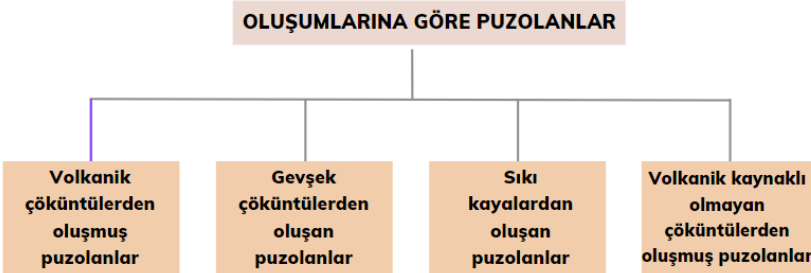 OLUŞUMLARINA GÖRE PUZOLANLAR
Volkanik
çöküntülerden
oluşmuş
puzolanlar
Gevşek
çöküntülerden
oluşan
puzolanlar
Sıkı
kayalardan
oluşan
puzolanlar
Volkanik kaynaklı
olmayan
çöküntülerden
oluşmuş puzolanlar